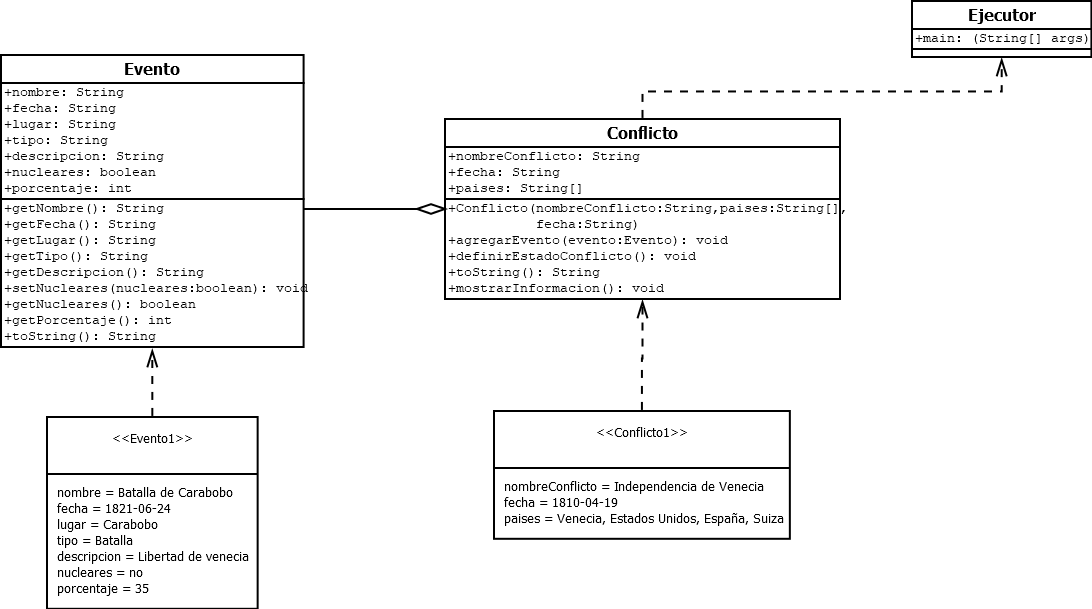 Ejecutor
+main: (String[] args)
Evento
+nombre: String
+fecha: String
+lugar: String
+tipo: String
+descripcion: String
+nucleares: boolean
+porcentaje: int
+getNombre(): String
+getFecha(): String
+getLugar(): String
+getTipo(): String
+getDescripcion(): String
+setNucleares(nucleares:boolean): void
+getNucleares(): boolean
+getPorcentaje(): int
+toString(): String
Conflicto
+nombreConflicto: String
+fecha: String
+paises: String[]
+Conflicto(nombreConflicto:String,paises:String[],
fecha:String)
+agregarEvento(evento:Evento): void
+definirEstadoConflicto(): void
+toString(): String
+mostrarInformacion(): void
<<Evento1>>
nombre = Batalla de Carabobo
fecha = 1821-06-24
lugar = Carabobo
tipo = Batalla
descripcion = Libertad de venecia
nucleares = no
porcentaje = 35
<<Conflicto1>>
nombreConflicto = Independencia de Venecia
fecha = 1810-04-19
paises = Venecia, Estados Unidos, España, Suiza